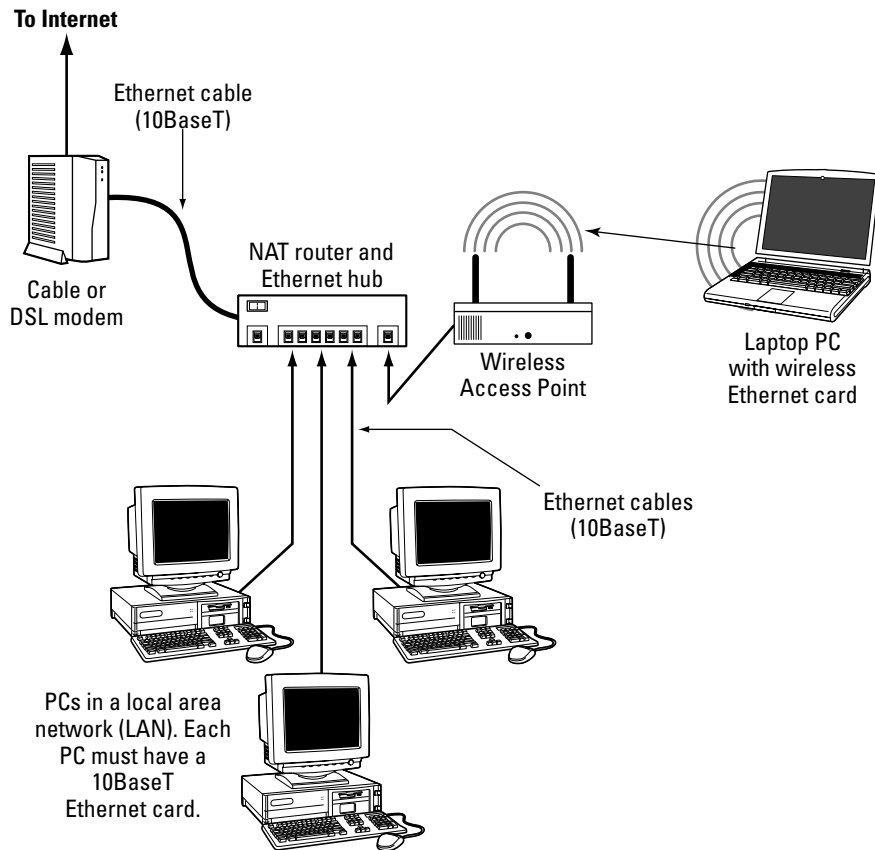 To Internet
Ethernet cable
(10BaseT)
NAT router and
Ethernet hub
Cable or
DSL modem
Wireless
Access Point
Laptop PC
with wireless
Ethernet card
Ethernet cables
(10BaseT)
PCs in a local area
network (LAN). Each
PC must have a
10BaseT
Ethernet card.